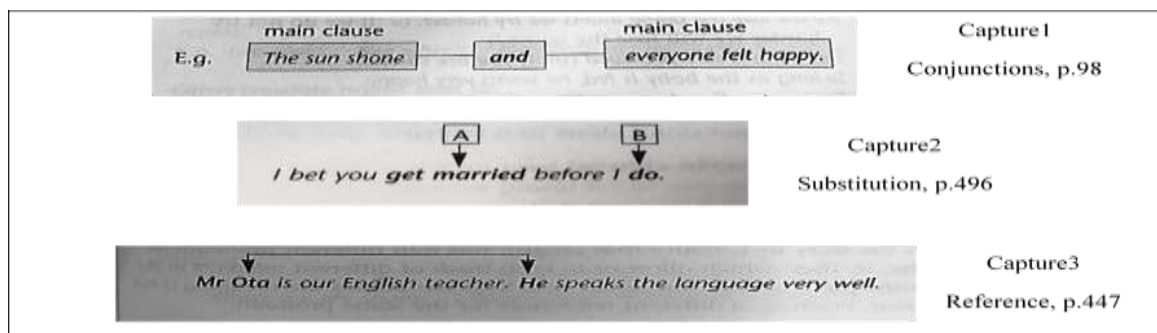 main clause main clause Capture1
E.g. The sun shone and everyone felt happy. Conjunctions, p.98
A B Capture2
I bet you get married before I do. Substitution, p.496
Capture3
Mr Ota is our English teacher. He speaks the language very well. Reference, p.447